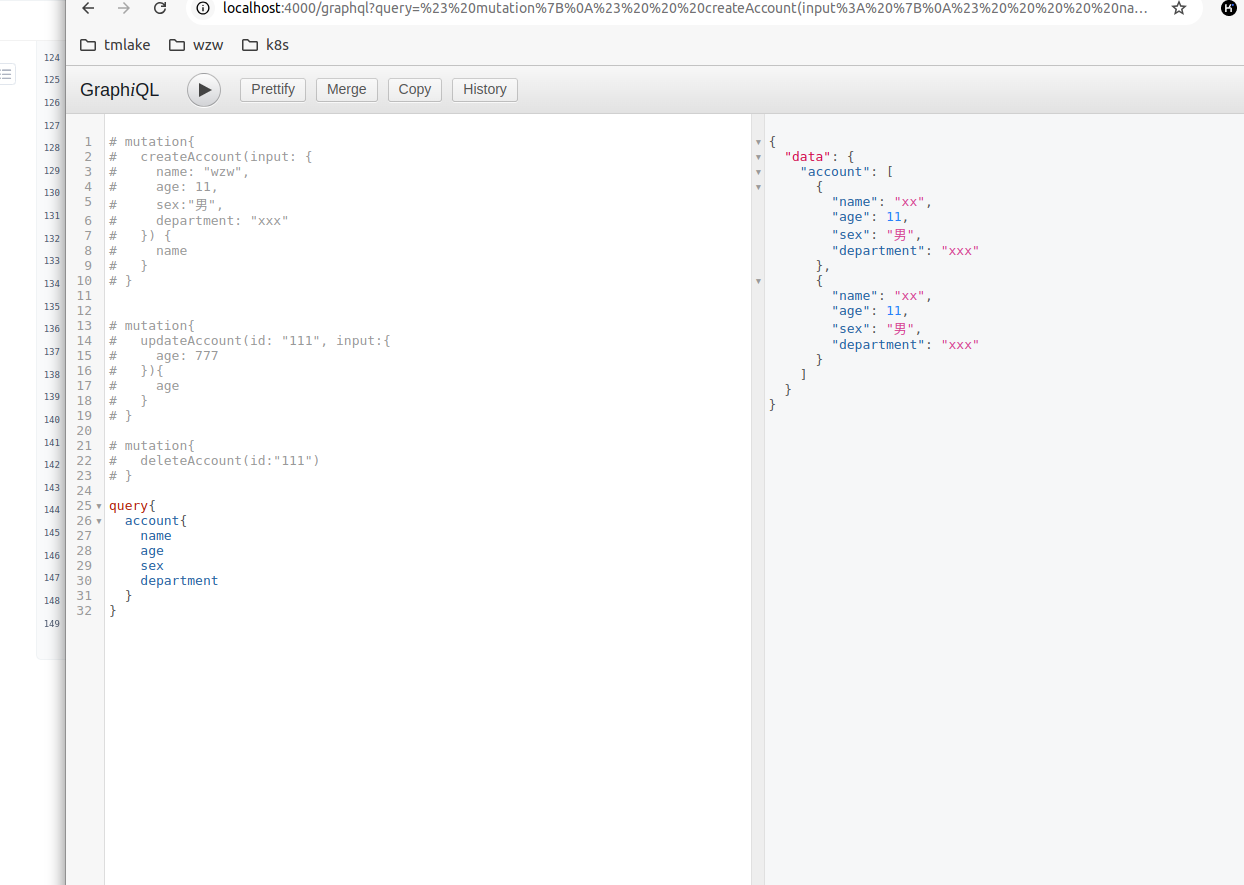 localhost:4000/graphql?query=%23%20mutation%7B%0A%23%20%20%20createAccount(input%3A%20%7B%0A%23%20%20%20%20%20na...
tmlake wzw k8s
GraphiQL Prettify Merge Copy History
124
125
126
127
128
129
130
131
132
133
134
135
136
137
138
139
140
141
142
143
144
145
146
147
148
149
1 # mutation{
2 #   createAccount(input: {
3 #     name: "wzw",
4 #     age: 11,
5 #     sex:"男",
6 #     department: "xxx"
7 #   }) {
8 #     name
9 #   }
10 # }
11
12
13 # mutation{
14 #   updateAccount(id: "111", input:{
15 #     age: 777
16 #   }){
17 #     age
18 #   }
19 # }
20
21 # mutation{
22 #   deleteAccount(id:"111")
23 # }
24
25 query{
26   account{
27     name
28     age
29     sex
30     department
31   }
32 }
{
  "data": {
    "account": [
      {
        "name": "xx",
        "age": 11,
        "sex": "男",
        "department": "xxx"
      },
      {
        "name": "xx",
        "age": 11,
        "sex": "男",
        "department": "xxx"
      }
    ]
  }
}